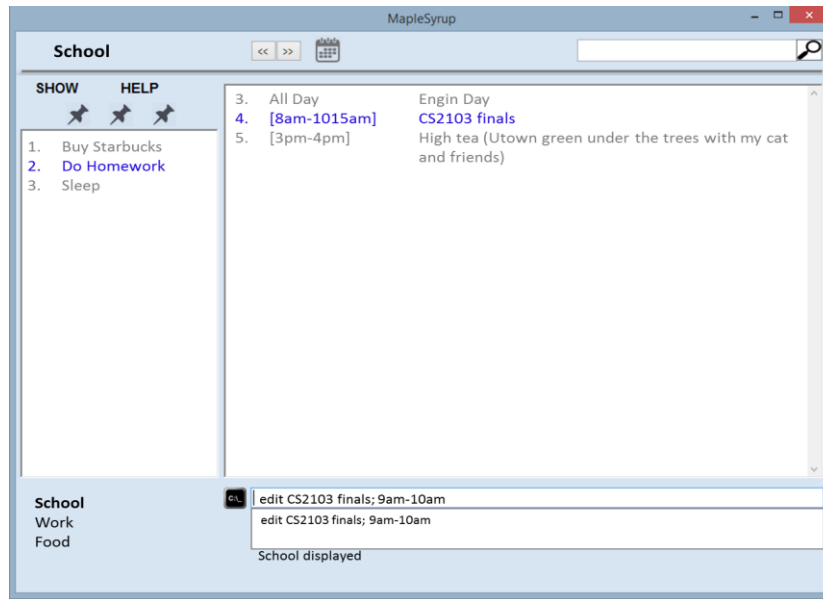 MapleSyrup
School
<< >>
SHOW HELP
1. Buy Starbucks
2. Do Homework
3. Sleep
3. All Day Engin Day
4. [8am-1015am] CS2103 finals
5. [3pm-4pm] High tea (Utown green under the trees with my cat
and friends)
School
Work
Food
C:\_ edit CS2103 finals; 9am-10am
edit CS2103 finals; 9am-10am
School displayed